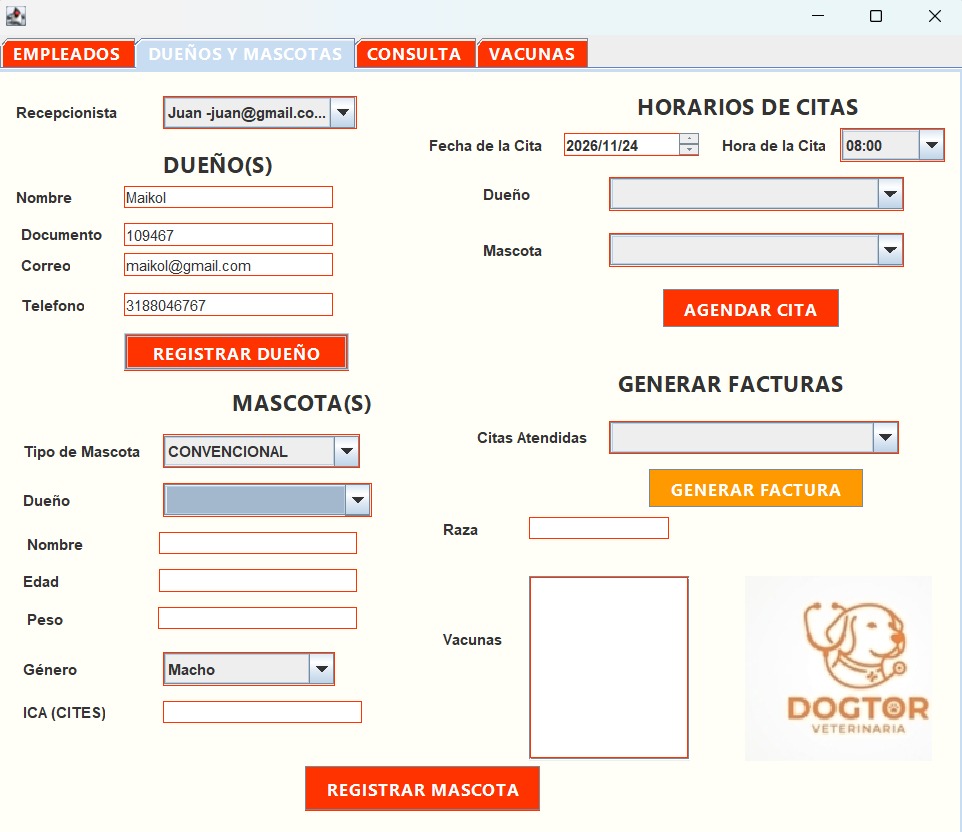 EMPLEADOS
DUEÑOS Y MASCOTAS
CONSULTA
VACUNAS
Recepcionista
Juan -juan@gmail.co...
DUEÑO(S)
Nombre
Maikol
Documento
109467
Correo
maikol@gmail.com
Telefono
3188046767
REGISTRAR DUEÑO
MASCOTA(S)
Tipo de Mascota
CONVENCIONAL
Dueño
Nombre
Edad
Peso
Género
Macho
ICA (CITES)
HORARIOS DE CITAS
Fecha de la Cita
2026/11/24
Hora de la Cita
08:00
Dueño
Mascota
AGENDAR CITA
GENERAR FACTURAS
Citas Atendidas
GENERAR FACTURA
Raza
Vacunas
DOGTOR
VETERINARIA
REGISTRAR MASCOTA